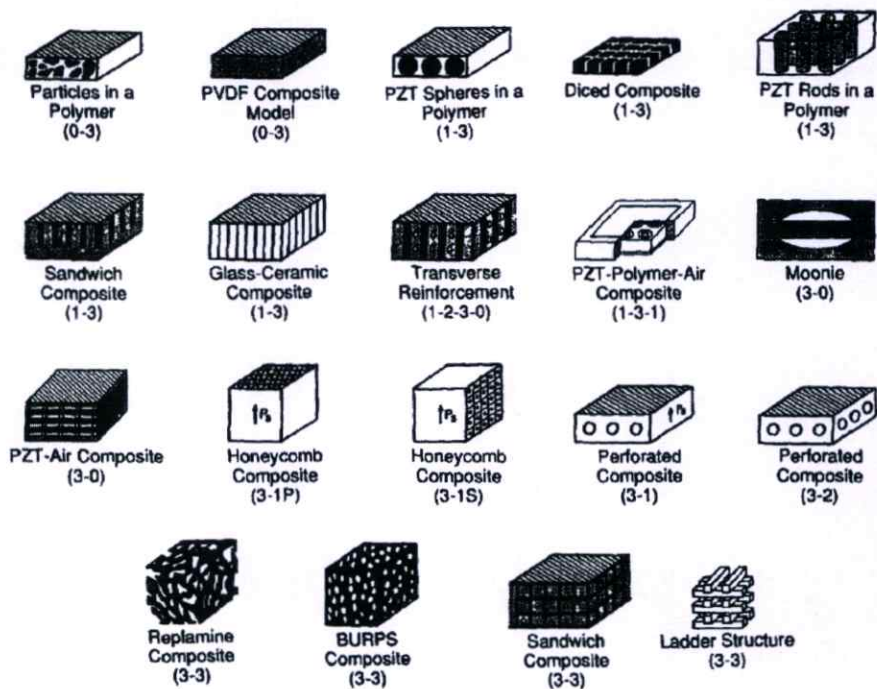 Particles in a
Polymer
(0-3)
PVDF Composite
Model
(0-3)
PZT Spheres in a
Polymer
(1-3)
Diced Composite
(1-3)
PZT Rods in a
Polymer
(1-3)
Sandwich
Composite
(1-3)
Glass-Ceramic
Composite
(1-3)
Transverse
Reinforcement
(1-2-3-0)
PZT-Polymer-Air
Composite
(1-3-1)
Moonie
(3-0)
PZT-Air Composite
(3-0)
Ps
Honeycomb
Composite
(3-1P)
Ps
Honeycomb
Composite
(3-1S)
Ps
Perforated
Composite
(3-1)
Perforated
Composite
(3-2)
Replamine
Composite
(3-3)
BURPS
Composite
(3-3)
Sandwich
Composite
(3-3)
Ladder Structure
(3-3)